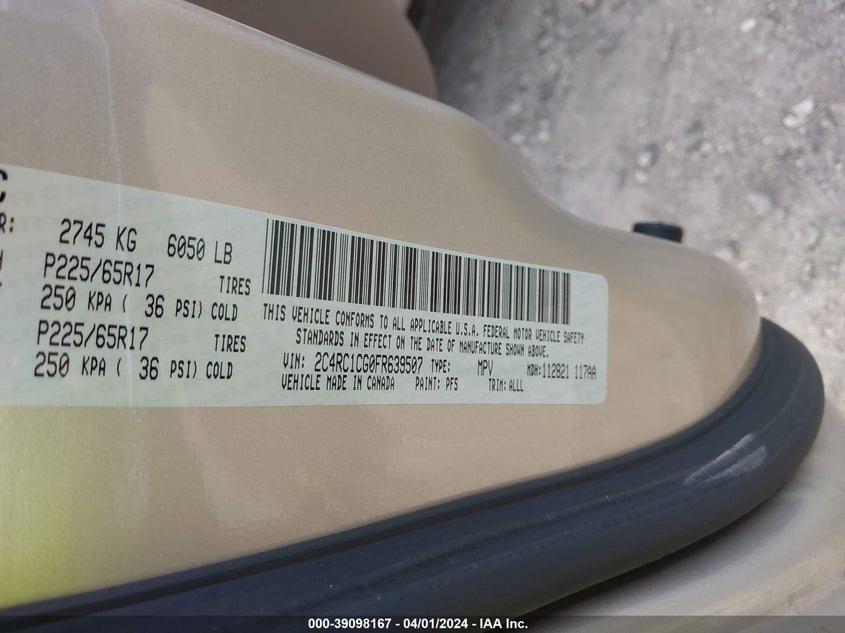 C
R: 2745 KG 6050 LB
P225/65R17 TIRES
250 KPA ( 36 PSI) COLD
P225/65R17 TIRES
250 KPA ( 36 PSI) COLD
THIS VEHICLE CONFORMS TO ALL APPLICABLE U.S.A. FEDERAL MOTOR VEHICLE SAFETY
STANDARDS IN EFFECT ON THE DATE OF MANUFACTURE SHOWN ABOVE.
VIN: 2C4RC1CG0FR639507 TYPE: MPV MDH:112821 117AA
VEHICLE MADE IN CANADA PAINT: PFS TRIM: ALLL
000-39098167 - 04/01/2024 - IAA Inc.